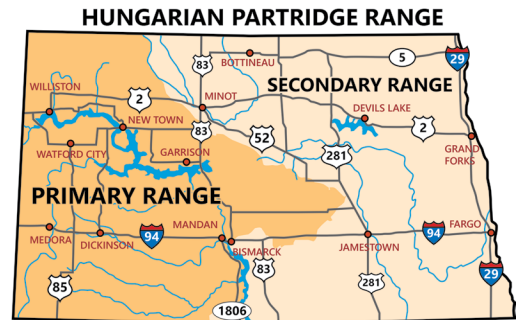 HUNGARIAN PARTRIDGE RANGE
83
BOTTINEAU
5
29
WILLISTON
2
MINOT
SECONDARY RANGE
DEVILS LAKE
NEW TOWN
83
52
2
WATFORD CITY
GARRISON
281
GRAND
FORKS
PRIMARY RANGE
MEDORA
DICKINSON
94
MANDAN
BISMARCK
JAMESTOWN
94
FARGO
85
83
281
29
1806